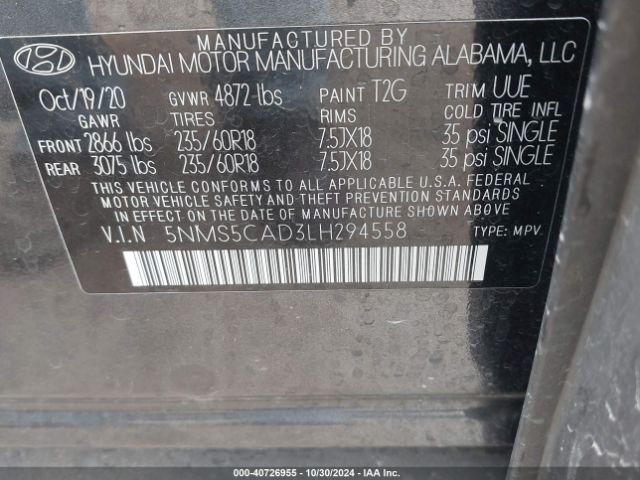 MANUFACTURED BY
HYUNDAI MOTOR MANUFACTURING ALABAMA, LLC
Oct/19/20 GVWR 4872 lbs PAINT T2G TRIM UUE
GAWR TIRES RIMS COLD TIRE INFL
FRONT 2866 lbs 235/60R18 7.5JX18 35 psi SINGLE
REAR 3075 lbs 235/60R18 7.5JX18 35 psi SINGLE
THIS VEHICLE CONFORMS TO ALL APPLICABLE U.S.A. FEDERAL
MOTOR VEHICLE SAFETY AND THEFT PREVENTION STANDARDS
IN EFFECT ON THE DATE OF MANUFACTURE SHOWN ABOVE.
V.I.N 5NMS5CAD3LH294558 TYPE: MPV.
000-40726955 • 10/30/2024 • IAA Inc.